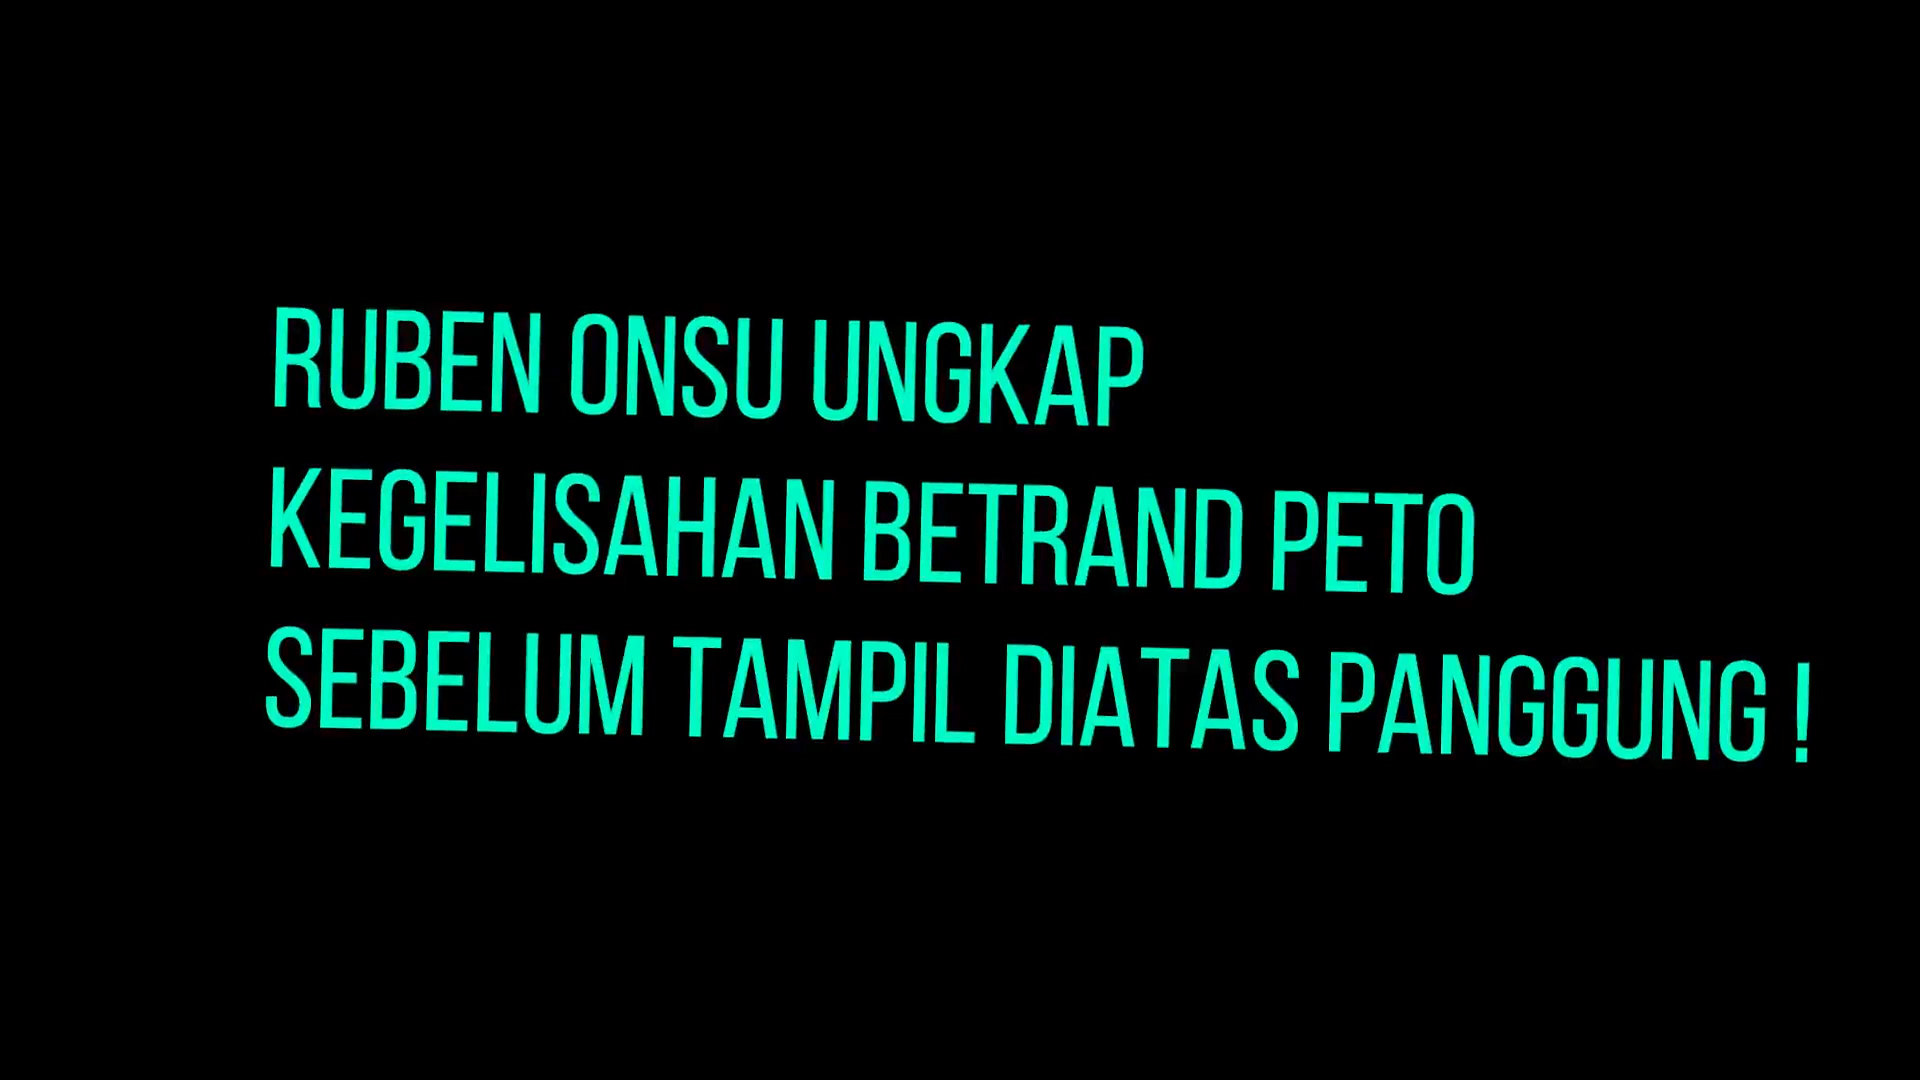 RUBEN ONSU UNGKAP
KEGELISAHAN BETRAND PETO
SEBELUM TAMPIL DIATAS PANGGUNG !